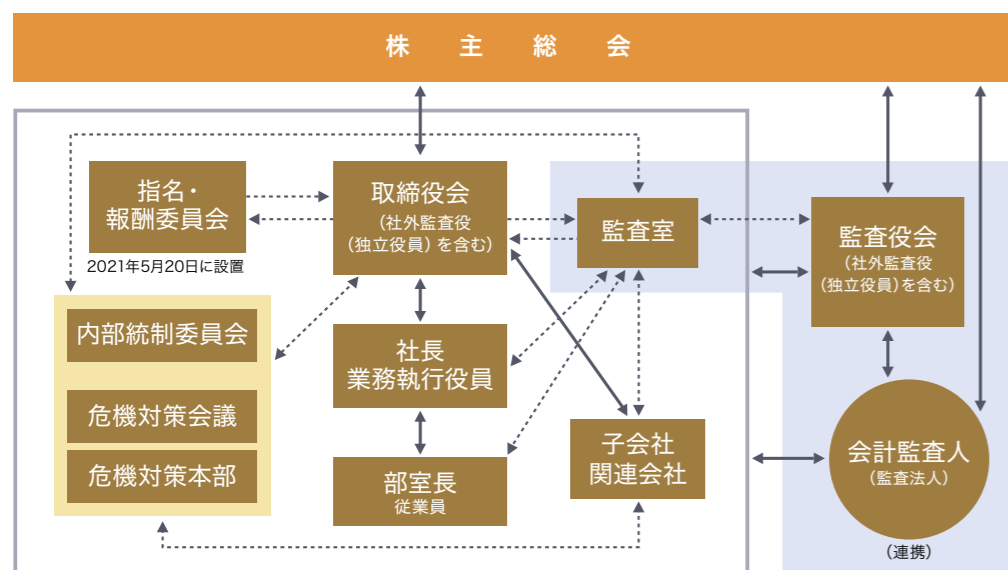 株主総会
指名・
報酬委員会
2021年5月20日に設置
取締役会
(社外監査役
(独立役員)を含む)
監査室
監査役会
(社外監査役
(独立役員)を含む)
内部統制委員会
危機対策会議
危機対策本部
社長
業務執行役員
部室長
従業員
子会社
関連会社
会計監査人
(監査法人)
(連携)